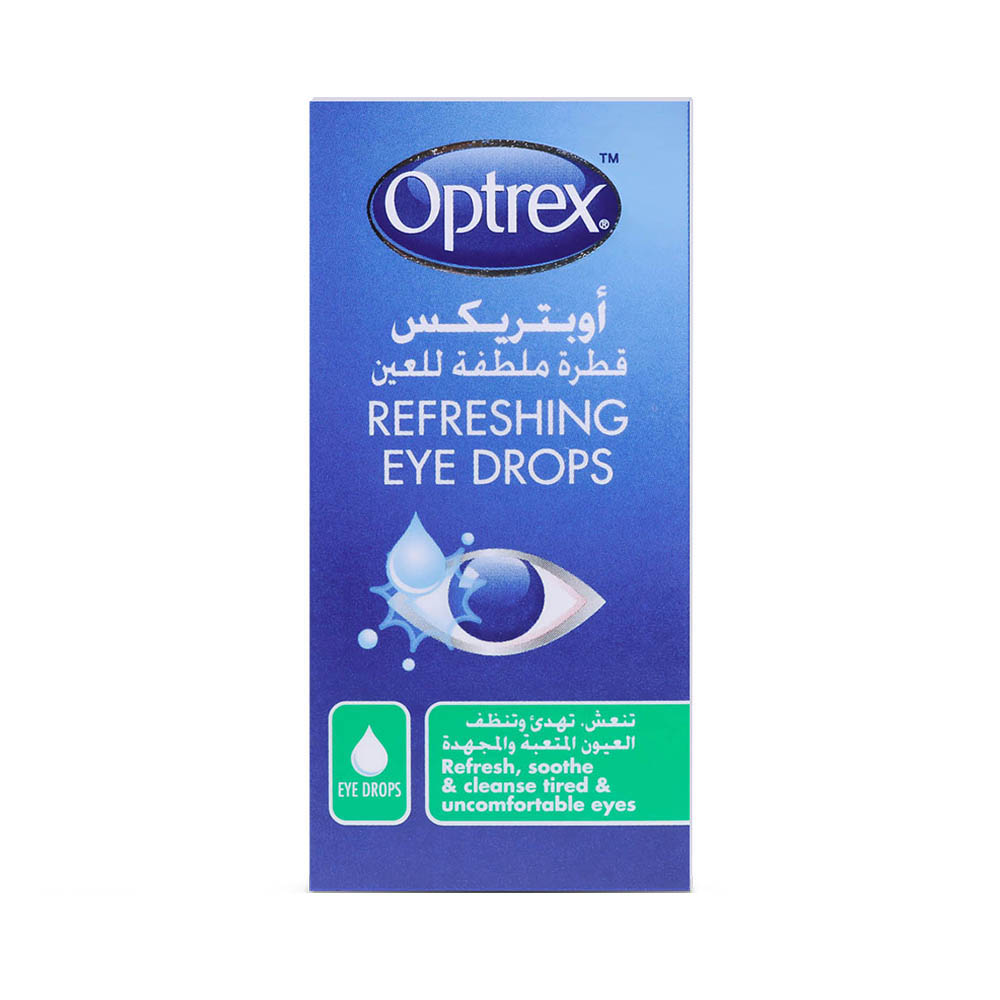 Optrex® ™
أوبتريكس
قطرة ملطفة للعين
REFRESHING
EYE DROPS
EYE DROPS
تنعش، تهدئ وتنظف
العيون المتعبة والمجهدة
Refresh, soothe
& cleanse tired &
uncomfortable eyes